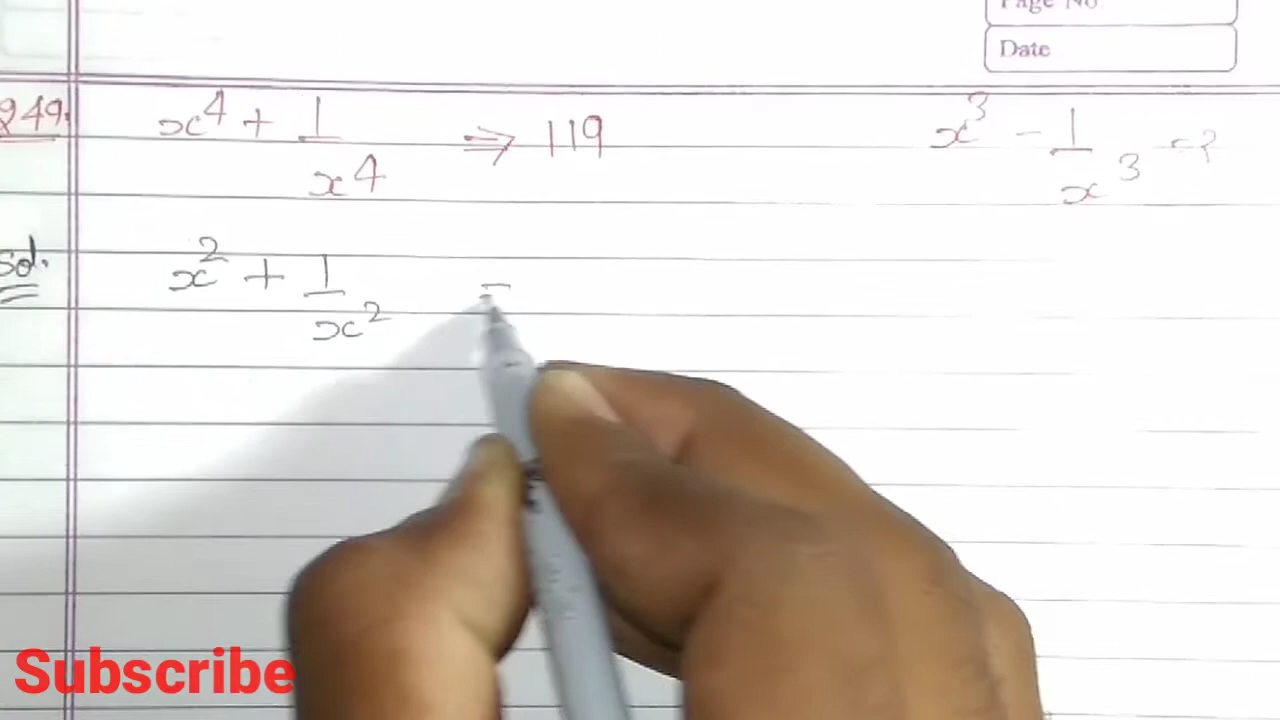 Page No
Date
249. x⁴ + 1/x⁴ => 119 x³ - 1/x³ = ?
Sol. x² + 1/x² =
Subscribe